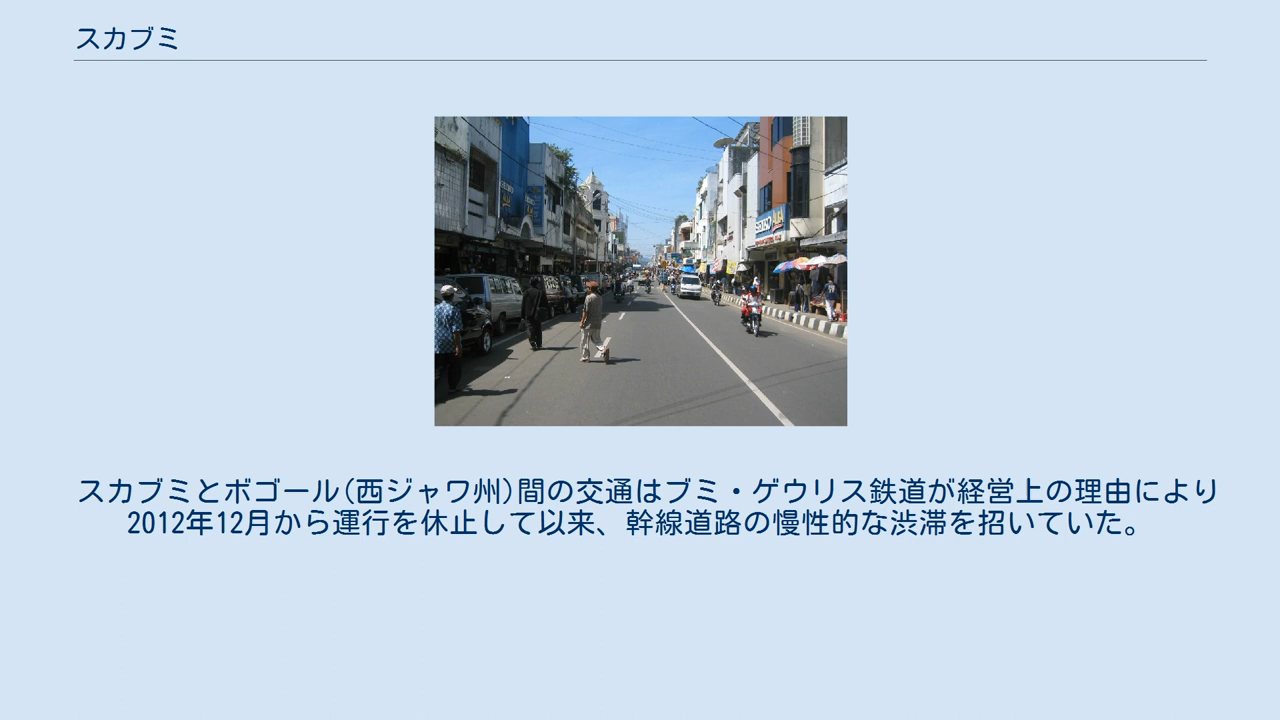 スカブミ
スカブミとボゴール(西ジャワ州)間の交通はブミ・ゲウリス鉄道が経営上の理由により
2012年12月から運行を休止して以来、幹線道路の慢性的な渋滞を招いていた。